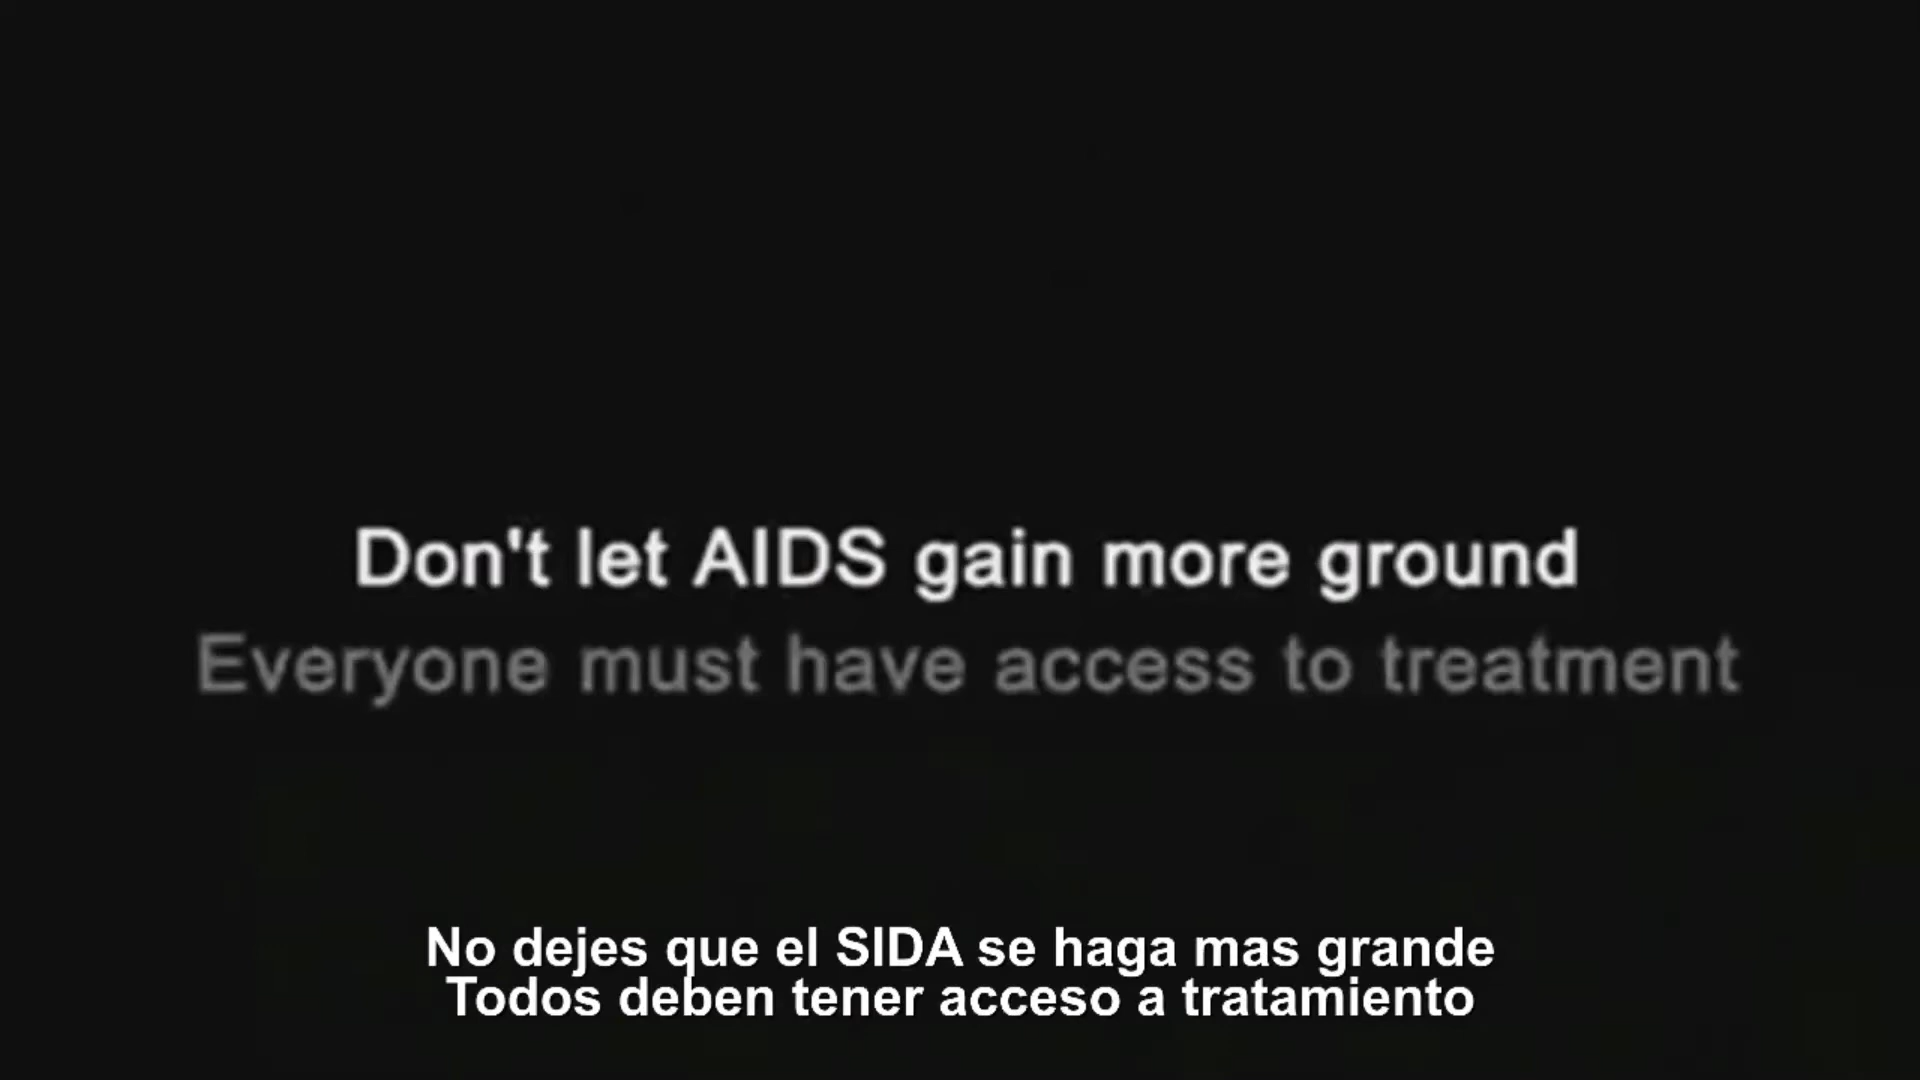 Don't let AIDS gain more ground
Everyone must have access to treatment
No dejes que el SIDA se haga mas grande
Todos deben tener acceso a tratamiento